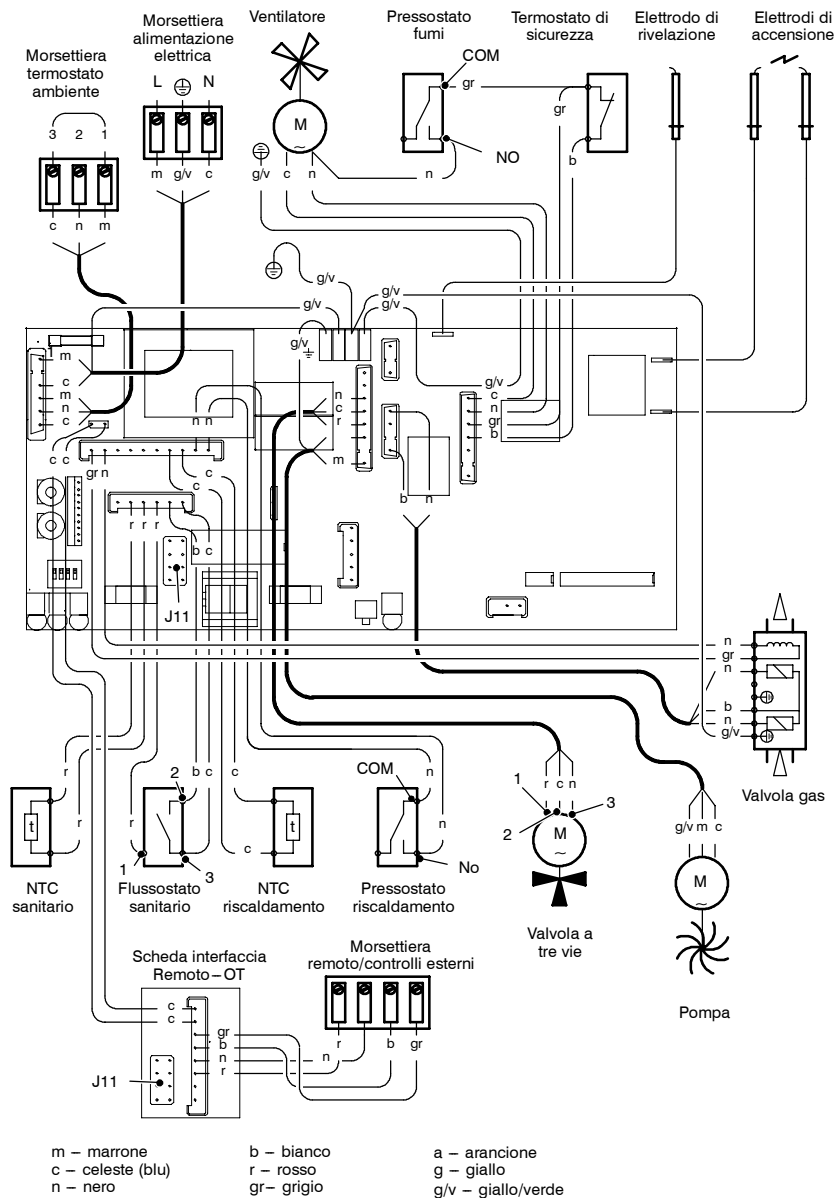 Morsettiera
termostato
ambiente
Morsettiera
alimentazione
elettrica
Ventilatore
Pressostato
fumi
Termostato di
sicurezza
Elettrodo di
rivelazione
Elettrodi di
accensione
L N
3 2 1
M
~
COM
gr
gr
NO
b
m g/v c
g/v c n
n
c n m
g/v
g/v
g/v
g/v
g/v
1
m
c
m
n
c
n n
n
c
r
m
g/v
c
n
gr
b
c c
gr n
c
c
b n
r r r
b c
J11
n
gr
n
b
n
g/v
Valvola gas
r
r
2
b c
c
r
1
3
c
t
t
COM
n
n
No
1
r c n
3
2
M
~
g/v m c
M
~
NTC
sanitario
Flussostato
sanitario
NTC
riscaldamento
Pressostato
riscaldamento
Valvola a
tre vie
Pompa
Scheda interfaccia
Remoto – OT
Morsettiera
remoto/controlli esterni
c
c
gr
b
n
r
n
r b gr
J11
m – marrone
c – celeste (blu)
n – nero
b – bianco
r – rosso
gr – grigio
a – arancione
g – giallo
g/v – giallo/verde